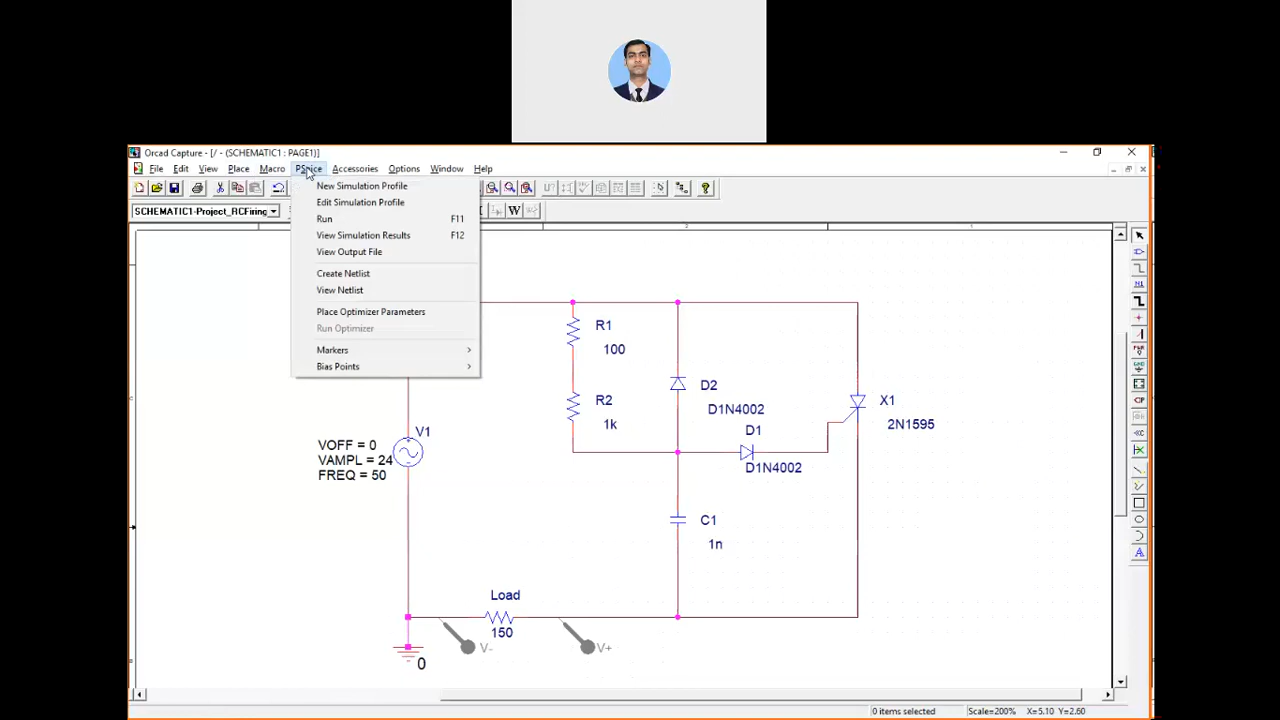 Orcad Capture - [/ - (SCHEMATIC1 : PAGE1)]
File Edit View Place Macro PSpice Accessories Options Window Help
SCHEMATIC1-Project_RCFiring
W
New Simulation Profile
Edit Simulation Profile
Run F11
View Simulation Results F12
View Output File
Create Netlist
View Netlist
Place Optimizer Parameters
Run Optimizer
Markers
Bias Points
R1
100
R2
1k
D2
D1N4002
D1
D1N4002
X1
2N1595
V1
VOFF = 0
VAMPL = 24
FREQ = 50
C1
1n
Load
150
V-
V+
0
0 items selected Scale=200% X=5.10 Y=2.60